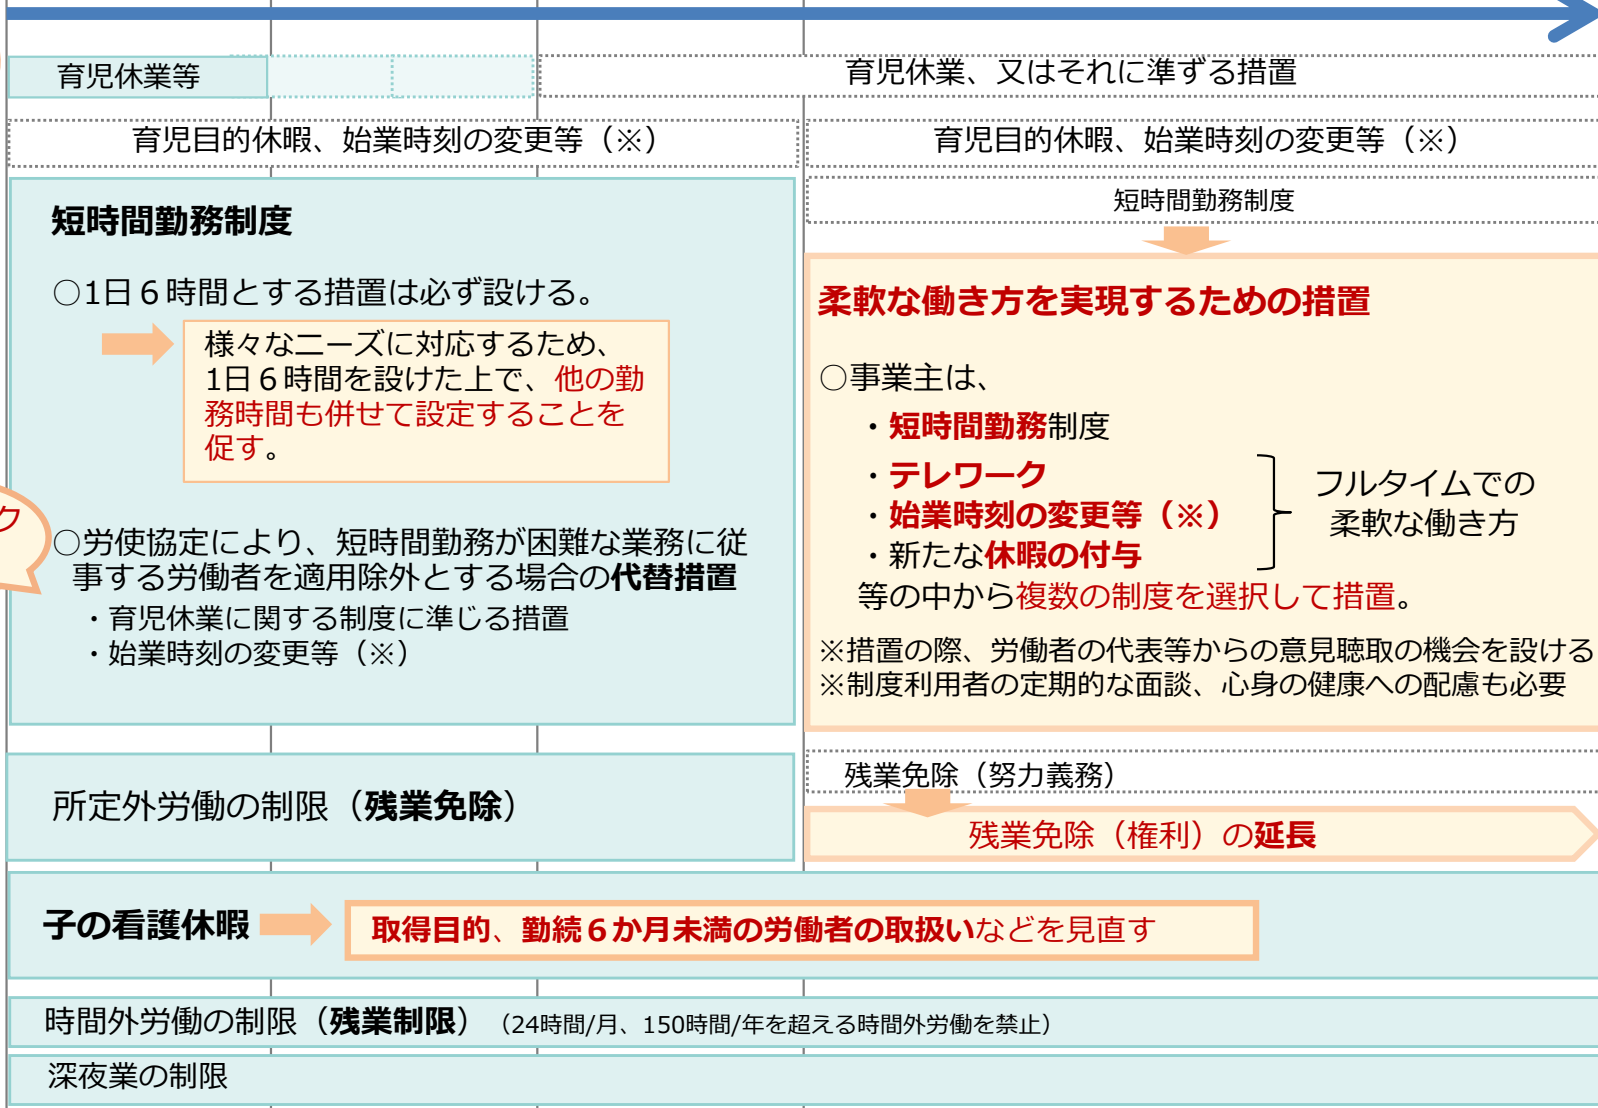 育児休業等
育児休業、又はそれに準ずる措置
育児目的休暇、始業時刻の変更等（※）
育児目的休暇、始業時刻の変更等（※）
短時間勤務制度
○1日６時間とする措置は必ず設ける。
様々なニーズに対応するため、
1日６時間を設けた上で、他の勤
務時間も併せて設定することを
促す。
ク
○労使協定により、短時間勤務が困難な業務に従
事する労働者を適用除外とする場合の代替措置
・育児休業に関する制度に準じる措置
・始業時刻の変更等（※）
短時間勤務制度
柔軟な働き方を実現するための措置
○事業主は、
・短時間勤務制度
・テレワーク
・始業時刻の変更等（※）
・新たな休暇の付与
フルタイムでの
柔軟な働き方
等の中から複数の制度を選択して措置。
※措置の際、労働者の代表等からの意見聴取の機会を設ける
※制度利用者の定期的な面談、心身の健康への配慮も必要
所定外労働の制限（残業免除）
残業免除（努力義務）
残業免除（権利）の延長
子の看護休暇
取得目的、勤続６か月未満の労働者の取扱いなどを見直す
時間外労働の制限（残業制限）（24時間/月、150時間/年を超える時間外労働を禁止）
深夜業の制限